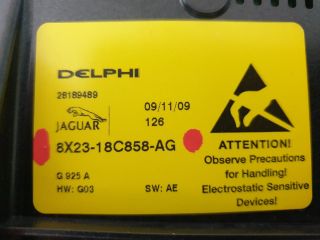 DELPHI
28189489
JAGUAR
09/11/09
126
8X23-18C858-AG
G 925 A
HW: G03
SW: AE
ATTENTION!
Observe Precautions
for Handling!
Electrostatic Sensitive
Devices!